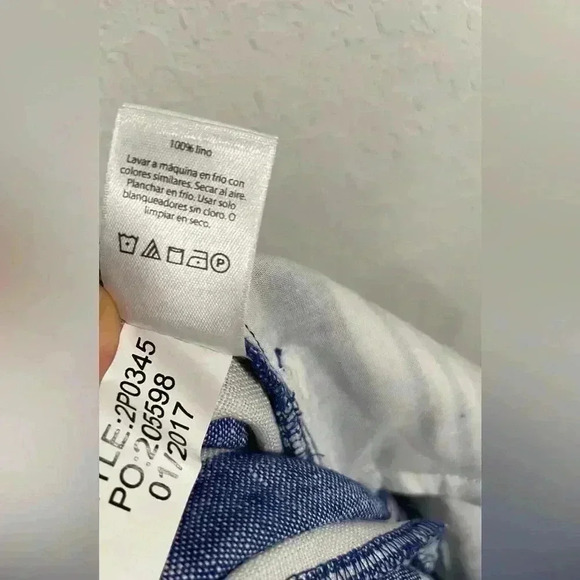 100% lino
Lavar a máquina en frío con
colores similares. Secar al aire.
Planchar en frío. Usar solo
blanqueadores sin cloro. O
limpiar en seco.
P
2P0345
PO:205598
01/2017